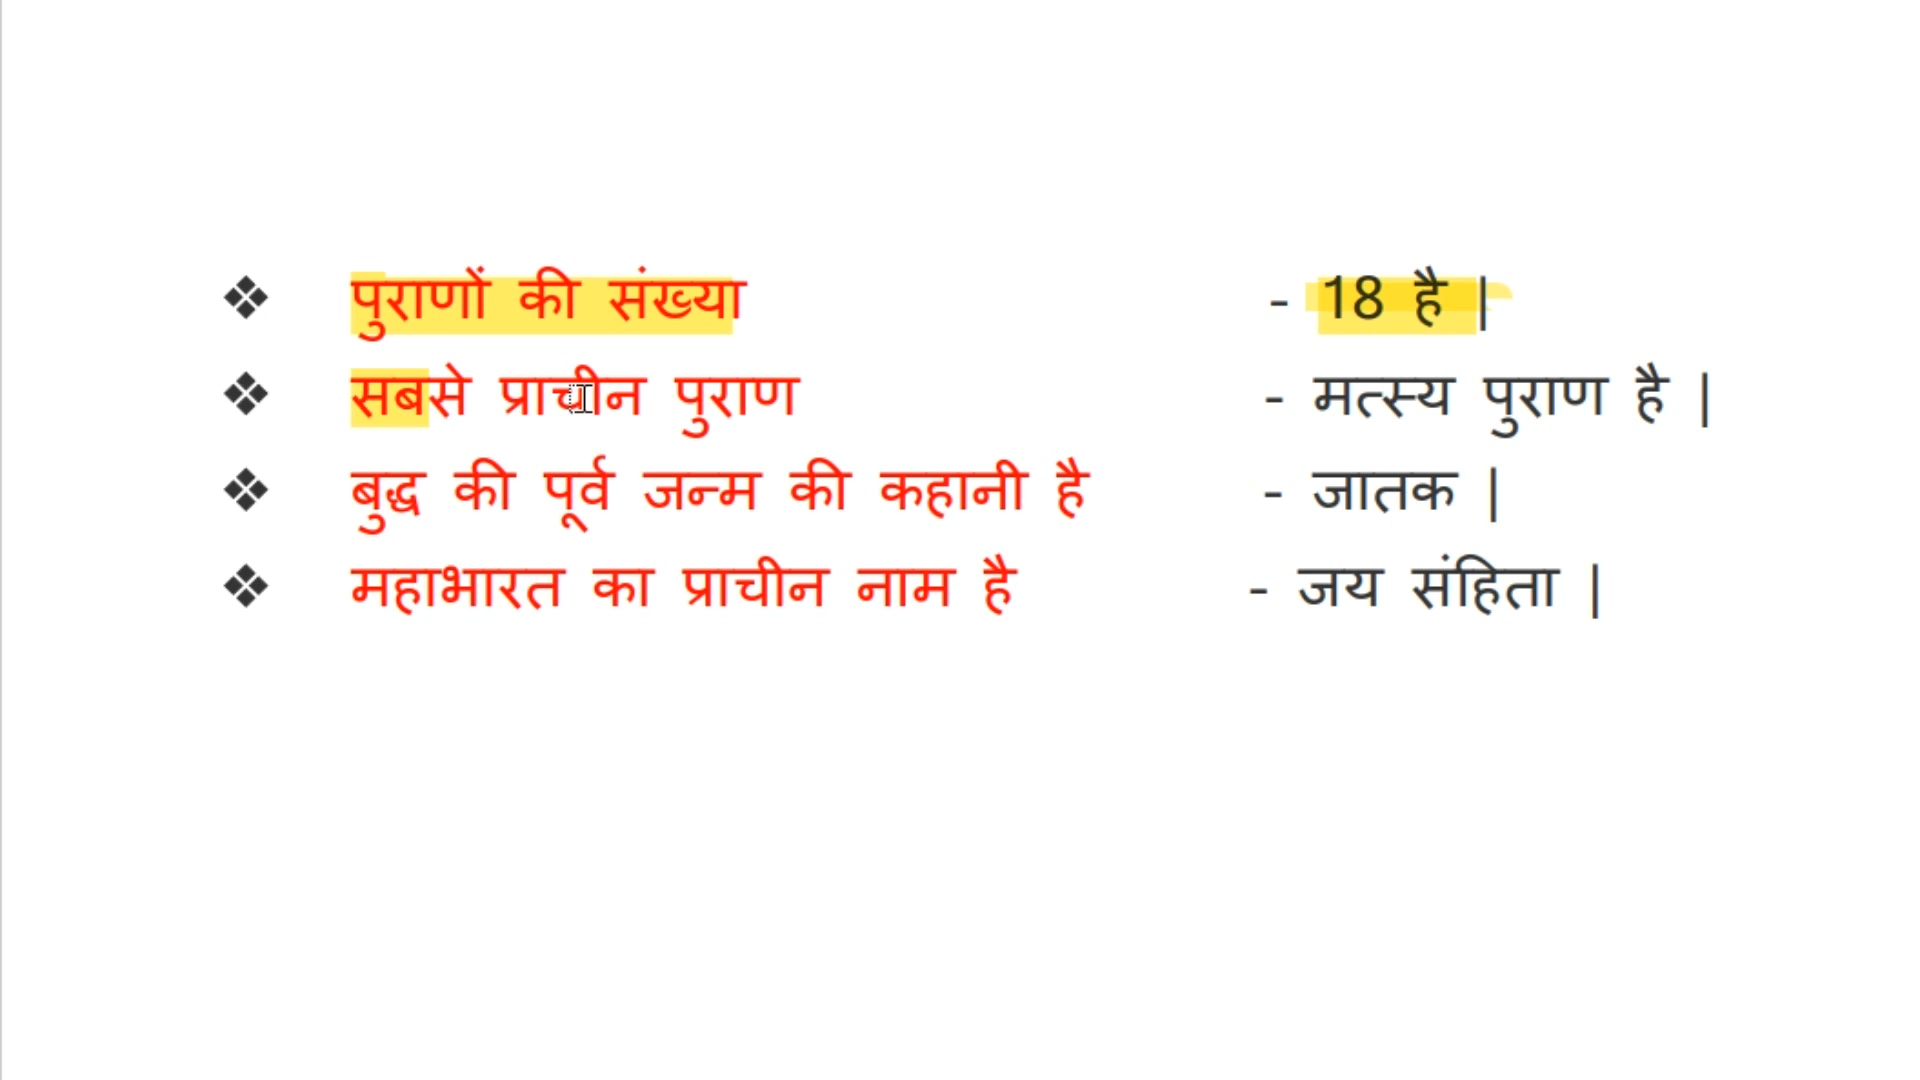 ❖ पुराणों की संख्या - 18 है |
❖ सबसे प्राचीन पुराण - मत्स्य पुराण है |
❖ बुद्ध की पूर्व जन्म की कहानी है - जातक |
❖ महाभारत का प्राचीन नाम है - जय संहिता |